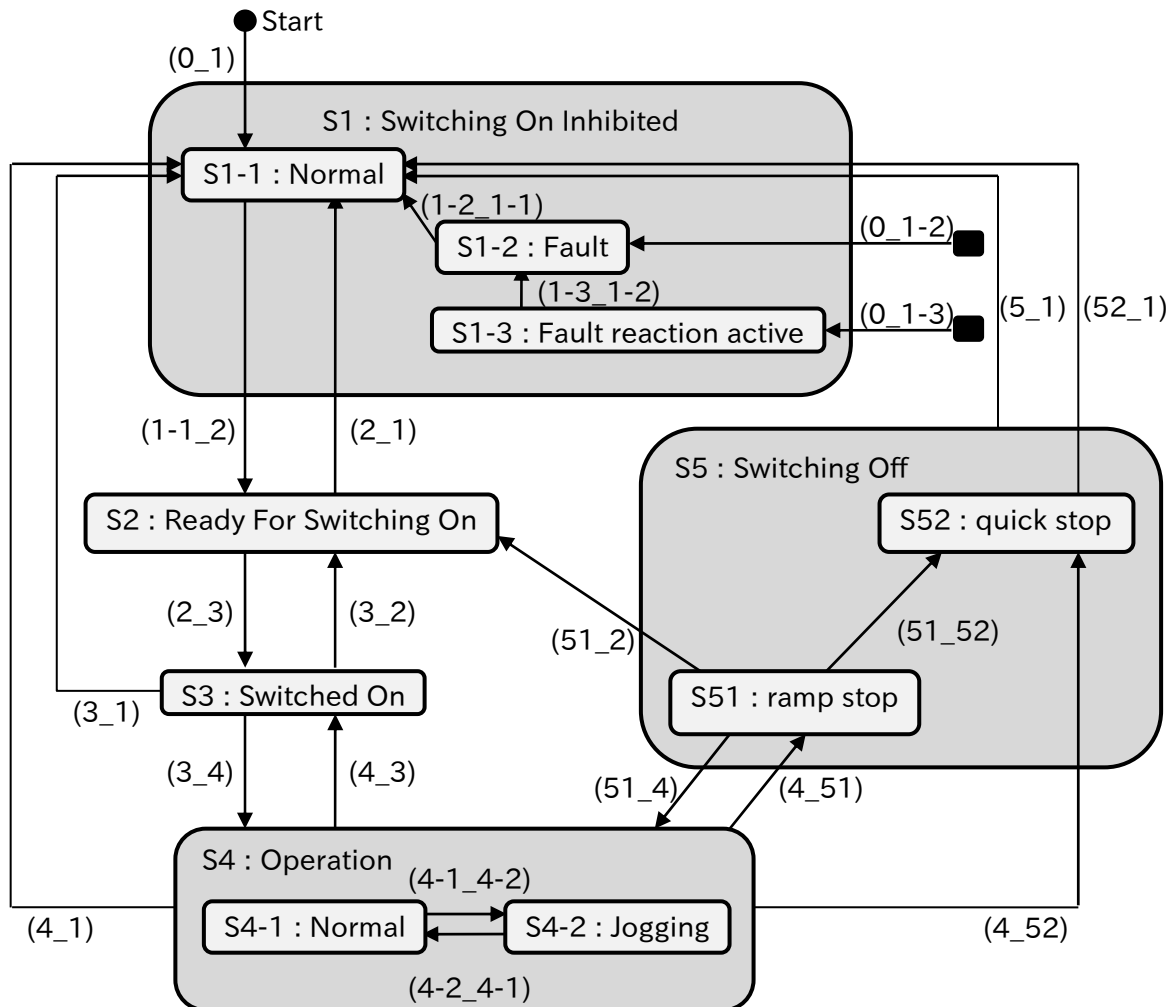 Start
(0_1)
S1 : Switching On Inhibited
S1-1 : Normal
(1-2_1-1)
S1-2 : Fault
(0_1-2)
(1-3_1-2)
S1-3 : Fault reaction active
(0_1-3)
(5_1)
(52_1)
(1-1_2)
(2_1)
S5 : Switching Off
S2 : Ready For Switching On
S52 : quick stop
(2_3)
(3_2)
(51_2)
(51_52)
S3 : Switched On
S51 : ramp stop
(3_1)
(3_4)
(4_3)
(51_4)
(4_51)
S4 : Operation
(4-1_4-2)
S4-1 : Normal
S4-2 : Jogging
(4_1)
(4_52)
(4-2_4-1)